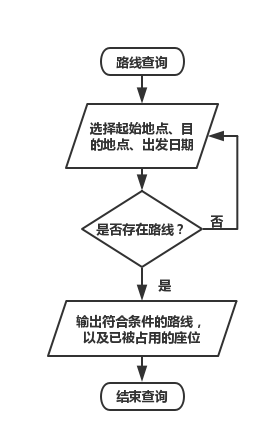 路线查询
选择起始地点、目
的地点、出发日期
是否存在路线？
否
是
输出符合条件的路线，
以及已被占用的座位
结束查询